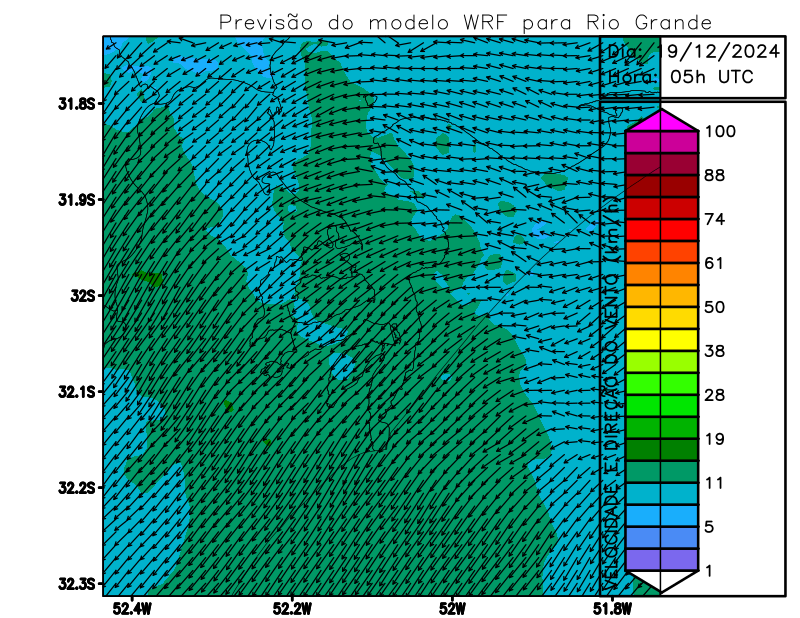 Previsão do modelo WRF para Rio Grande
Dia: 19/12/2024
Hora: 05h UTC
31.8S
31.9S
32S
32.1S
32.2S
32.3S
52.4W
52.2W
52W
51.8W
VELOCIDADE E DIREÇÃO DO VENTO (km/h)
100
88
74
61
50
38
28
19
11
5
1